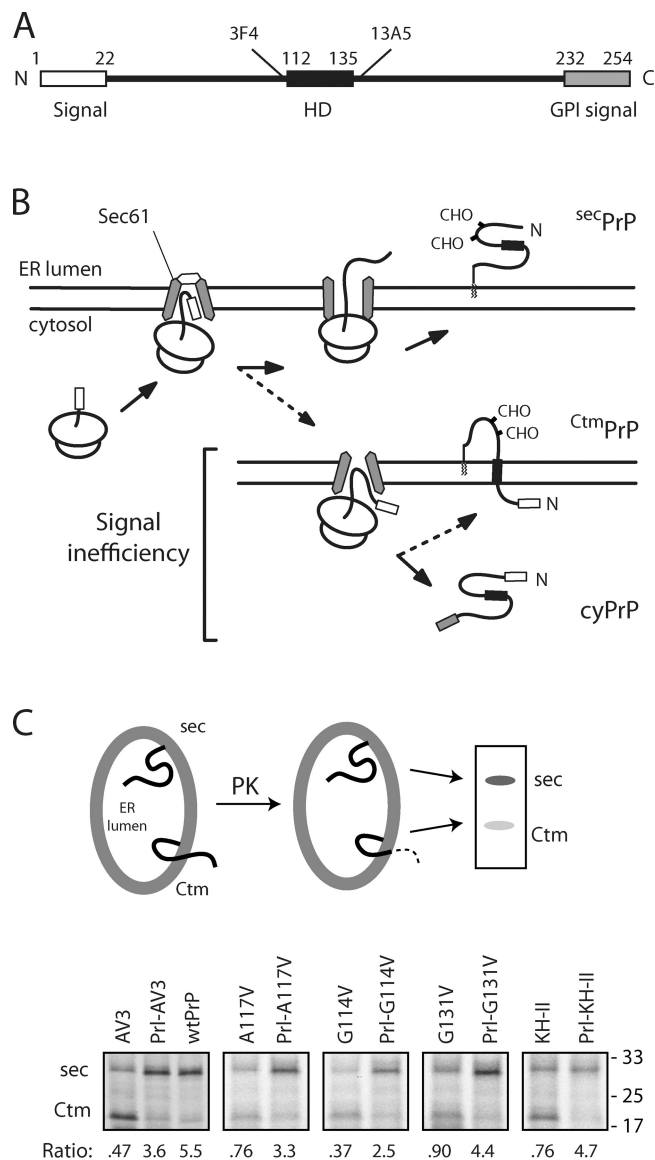 A
3F4 13A5
1 22 112 135 232 254
N C
Signal HD GPI signal
B
Sec61
CHO
CHO
N
secPrP
ER lumen
cytosol
CHO
CHO
CtmPrP
N
Signal
inefficiency
N
cyPrP
C
sec
PK
ER
lumen
Ctm
sec
Ctm
AV3 Prl-AV3 wtPrP A117V Prl-A117V G114V Prl-G114V G131V Prl-G131V KH-II Prl-KH-II
sec - 33
- 25
Ctm - 17
Ratio: .47 3.6 5.5 .76 3.3 .37 2.5 .90 4.4 .76 4.7